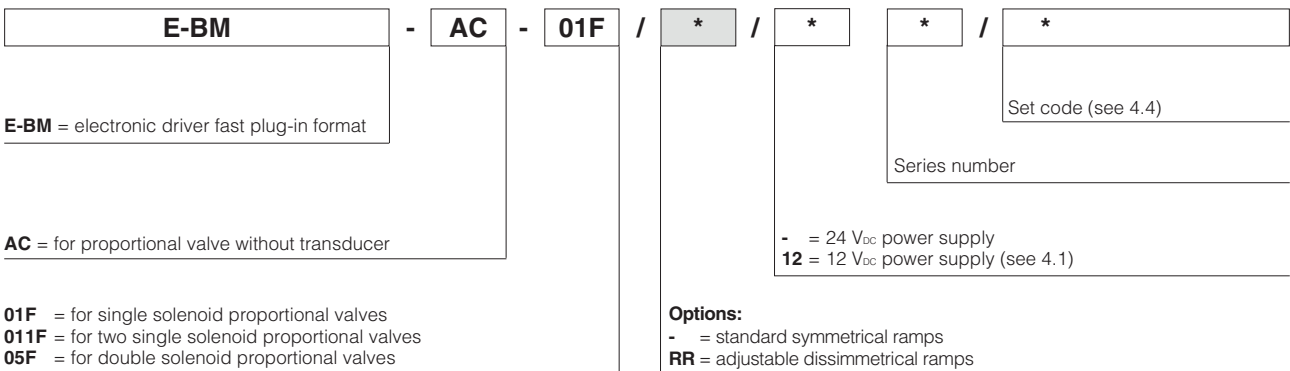 E-BM - AC - 01F / * / * * / *
Set code (see 4.4)
E-BM = electronic driver fast plug-in format
Series number
AC = for proportional valve without transducer
- = 24 VDC power supply
12 = 12 VDC power supply (see 4.1)
01F = for single solenoid proportional valves
011F = for two single solenoid proportional valves
05F = for double solenoid proportional valves
Options:
- = standard symmetrical ramps
RR = adjustable dissimmetrical ramps